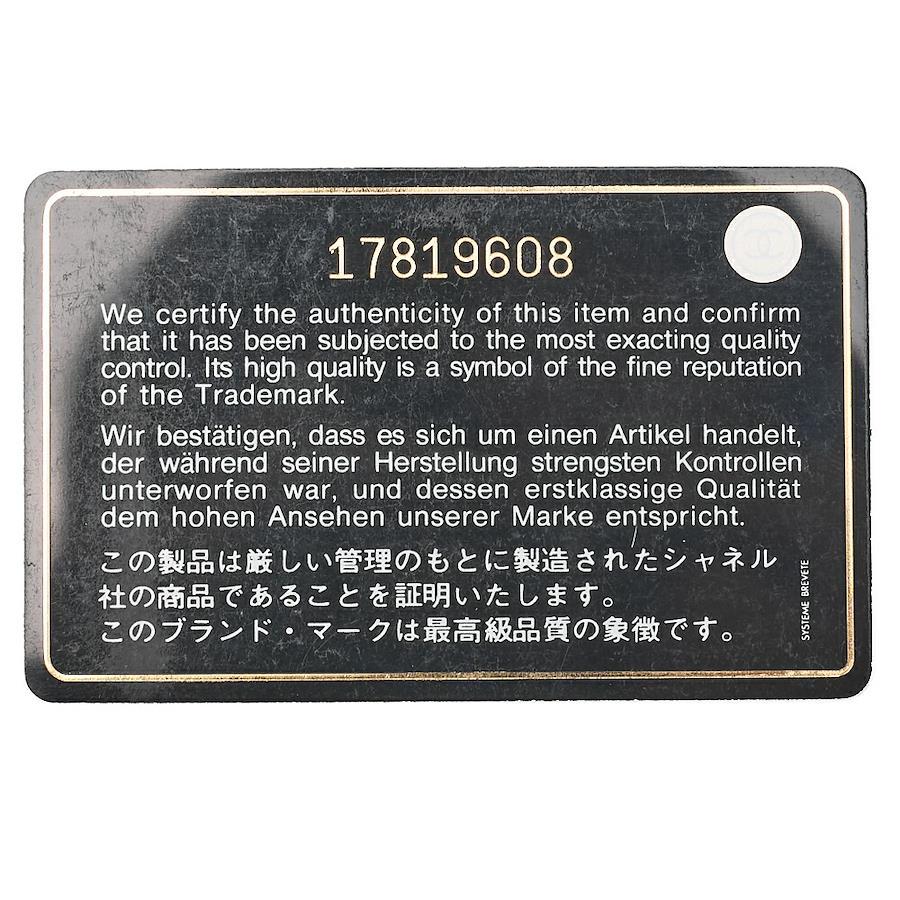 17819608
We certify the authenticity of this item and confirm
that it has been subjected to the most exacting quality
control. Its high quality is a symbol of the fine reputation
of the Trademark.
Wir bestätigen, dass es sich um einen Artikel handelt,
der während seiner Herstellung strengsten Kontrollen
unterworfen war, und dessen erstklassige Qualität
dem hohen Ansehen unserer Marke entspricht.
この製品は厳しい管理のもとに製造されたシャネル
社の商品であることを証明いたします。
このブランド・マークは最高級品質の象徴です。
SYSTEME BREVETE